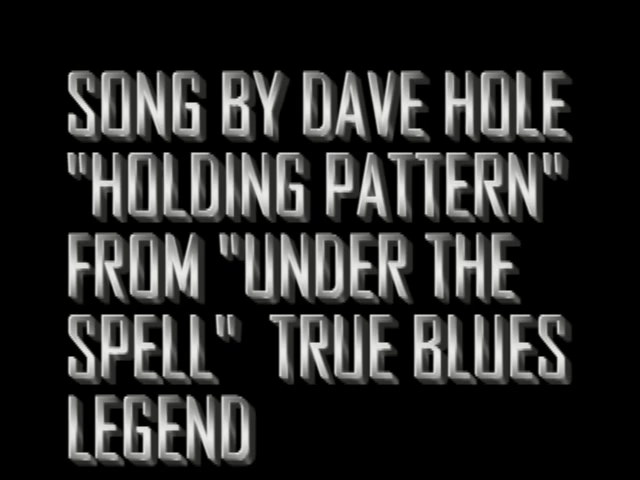 SONG BY DAVE HOLE
"HOLDING PATTERN"
FROM "UNDER THE
SPELL" TRUE BLUES
LEGEND